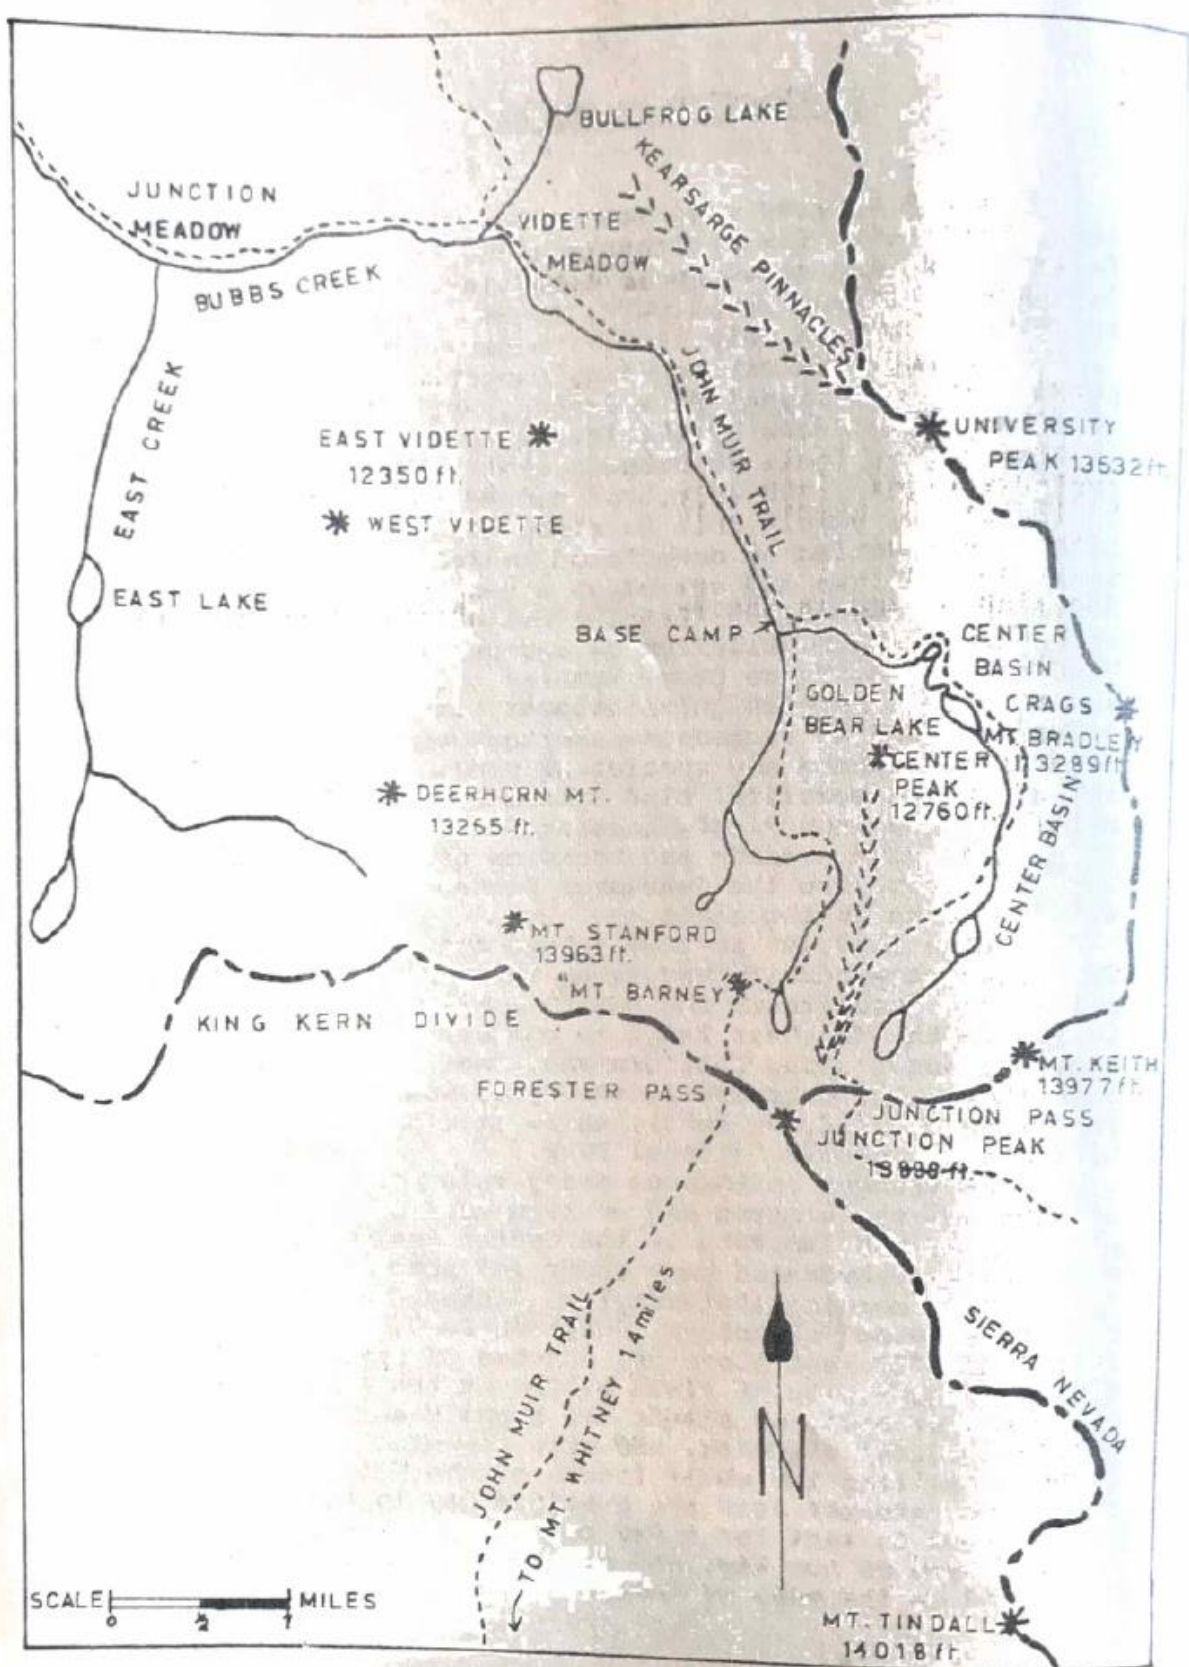 BULLFROG LAKE
KEARSARGE PINNACLES
JUNCTION
MEADOW
VIDETTE
MEADOW
BUBBS CREEK
JOHN MUIR TRAIL
EAST CREEK
EAST VIDETTE
12350 ft.
UNIVERSITY
PEAK 13632 ft.
WEST VIDETTE
EAST LAKE
BASE CAMP
CENTER
BASIN
CRAGS
GOLDEN
BEAR LAKE
MT. BRADLEY
13289 ft.
CENTER
PEAK
12760 ft.
DEERHORN MT.
13265 ft.
CENTER BASIN
MT. STANFORD
13963 ft.
"MT BARNEY"
KING KERN DIVIDE
MT. KEITH
13977 ft.
FORESTER PASS
JUNCTION PASS
JUNCTION PEAK
ft.
JOHN MUIR TRAIL
TO MT. WHITNEY 14 miles
SIERRA NEVADA
N
SCALE
MILES
0 1/2 1
MT. TINDALL
14018 ft.